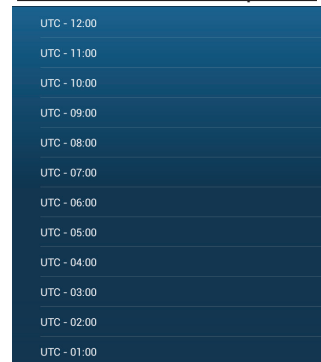 UTC - 12:00
UTC - 11:00
UTC - 10:00
UTC - 09:00
UTC - 08:00
UTC - 07:00
UTC - 06:00
UTC - 05:00
UTC - 04:00
UTC - 03:00
UTC - 02:00
UTC - 01:00